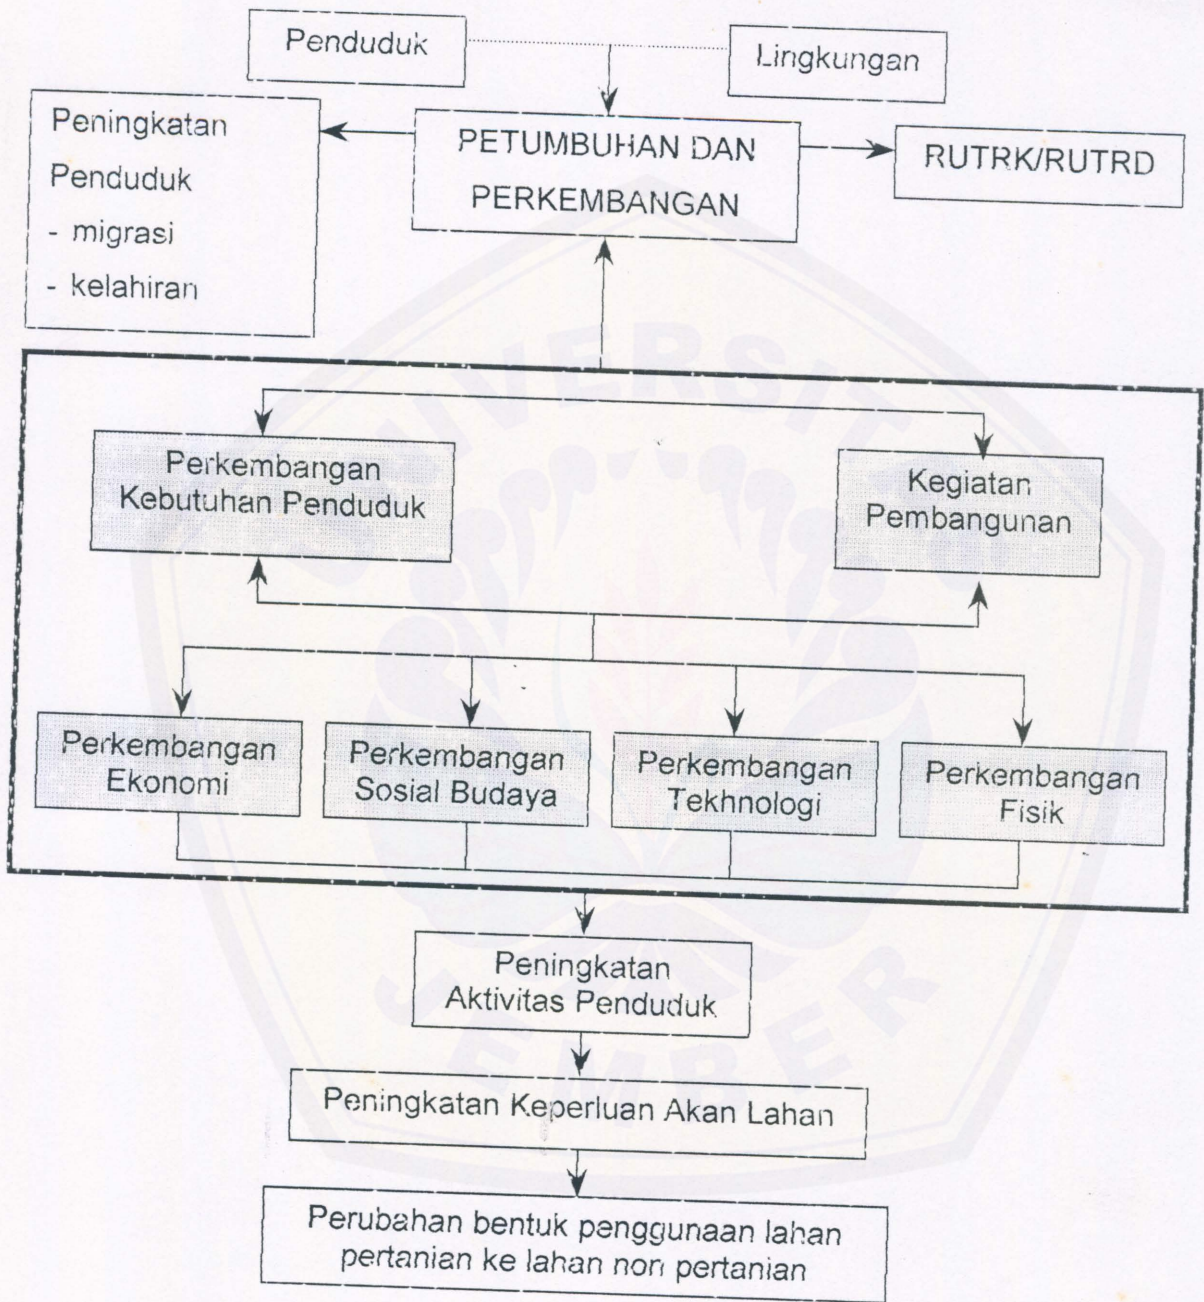 Penduduk
Lingkungan
Peningkatan
Penduduk
- migrasi
- kelahiran
PETUMBUHAN DAN
PERKEMBANGAN
RUTRK/RUTRD
Perkembangan
Kebutuhan Penduduk
Kegiatan
Pembangunan
Perkembangan
Ekonomi
Perkembangan
Sosial Budaya
Perkembangan
Tekhnologi
Perkembangan
Fisik
Peningkatan
Aktivitas Penduduk
Peningkatan Keperluan Akan Lahan
Perubahan bentuk penggunaan lahan
pertanian ke lahan non pertanian
UNIVERSITAS
JEMBER